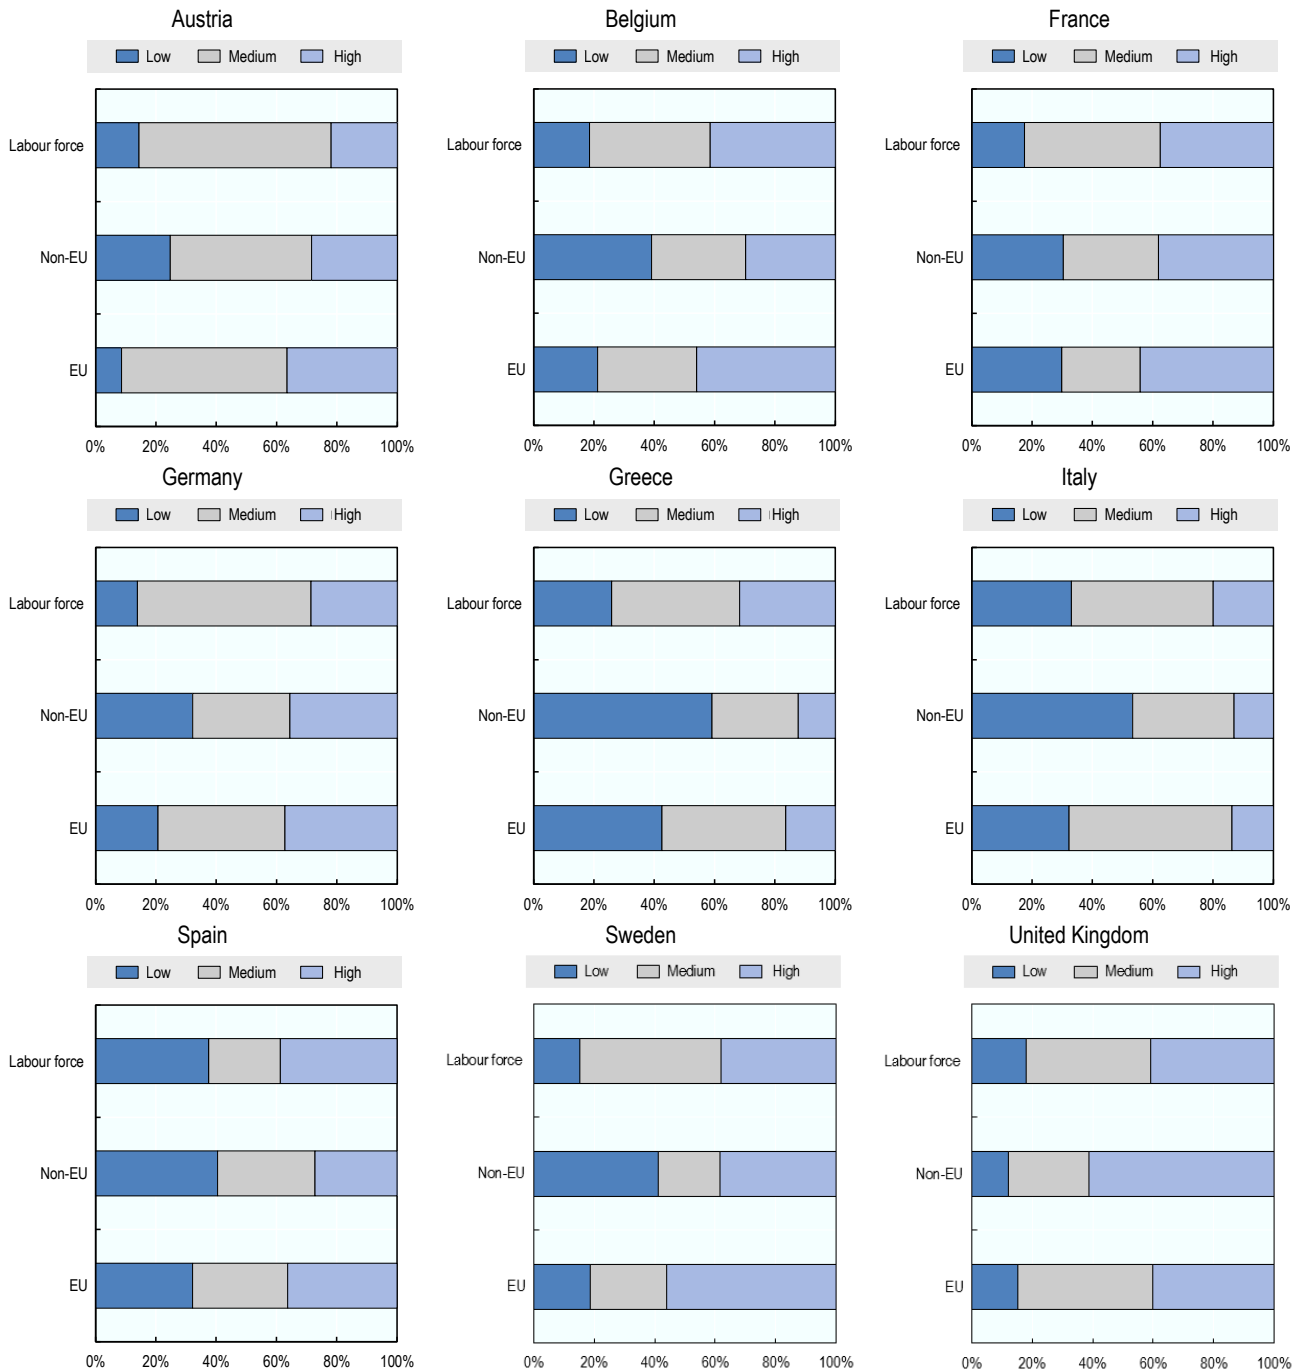 Austria
Low Medium High
Labour force
Non-EU
EU
0% 20% 40% 60% 80% 100%
Belgium
Low Medium High
Labour force
Non-EU
EU
0% 20% 40% 60% 80% 100%
France
Low Medium High
Labour force
Non-EU
EU
0% 20% 40% 60% 80% 100%
Germany
Low Medium High
Labour force
Non-EU
EU
0% 20% 40% 60% 80% 100%
Greece
Low Medium High
Labour force
Non-EU
EU
0% 20% 40% 60% 80% 100%
Italy
Low Medium High
Labour force
Non-EU
EU
0% 20% 40% 60% 80% 100%
Spain
Low Medium High
Labour force
Non-EU
EU
0% 20% 40% 60% 80% 100%
Sweden
Low Medium High
Labour force
Non-EU
EU
0% 20% 40% 60% 80% 100%
United Kingdom
Low Medium High
Labour force
Non-EU
EU
0% 20% 40% 60% 80% 100%